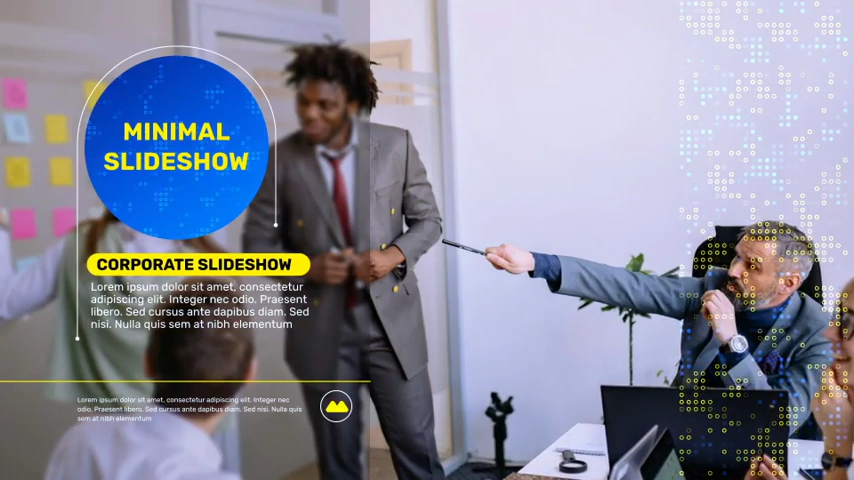 MINIMAL
SLIDESHOW
CORPORATE SLIDESHOW
Lorem ipsum dolor sit amet, consectetur
adipiscing elit. Integer nec odio. Praesent
libero. Sed cursus ante dapibus diam. Sed
nisi. Nulla quis sem at nibh elementum
Lorem ipsum dolor sit amet, consectetur adipiscing elit. Integer nec
odio. Praesent libero. Sed cursus ante dapibus diam. Sed nisi. Nulla quis
sem at nibh elementum